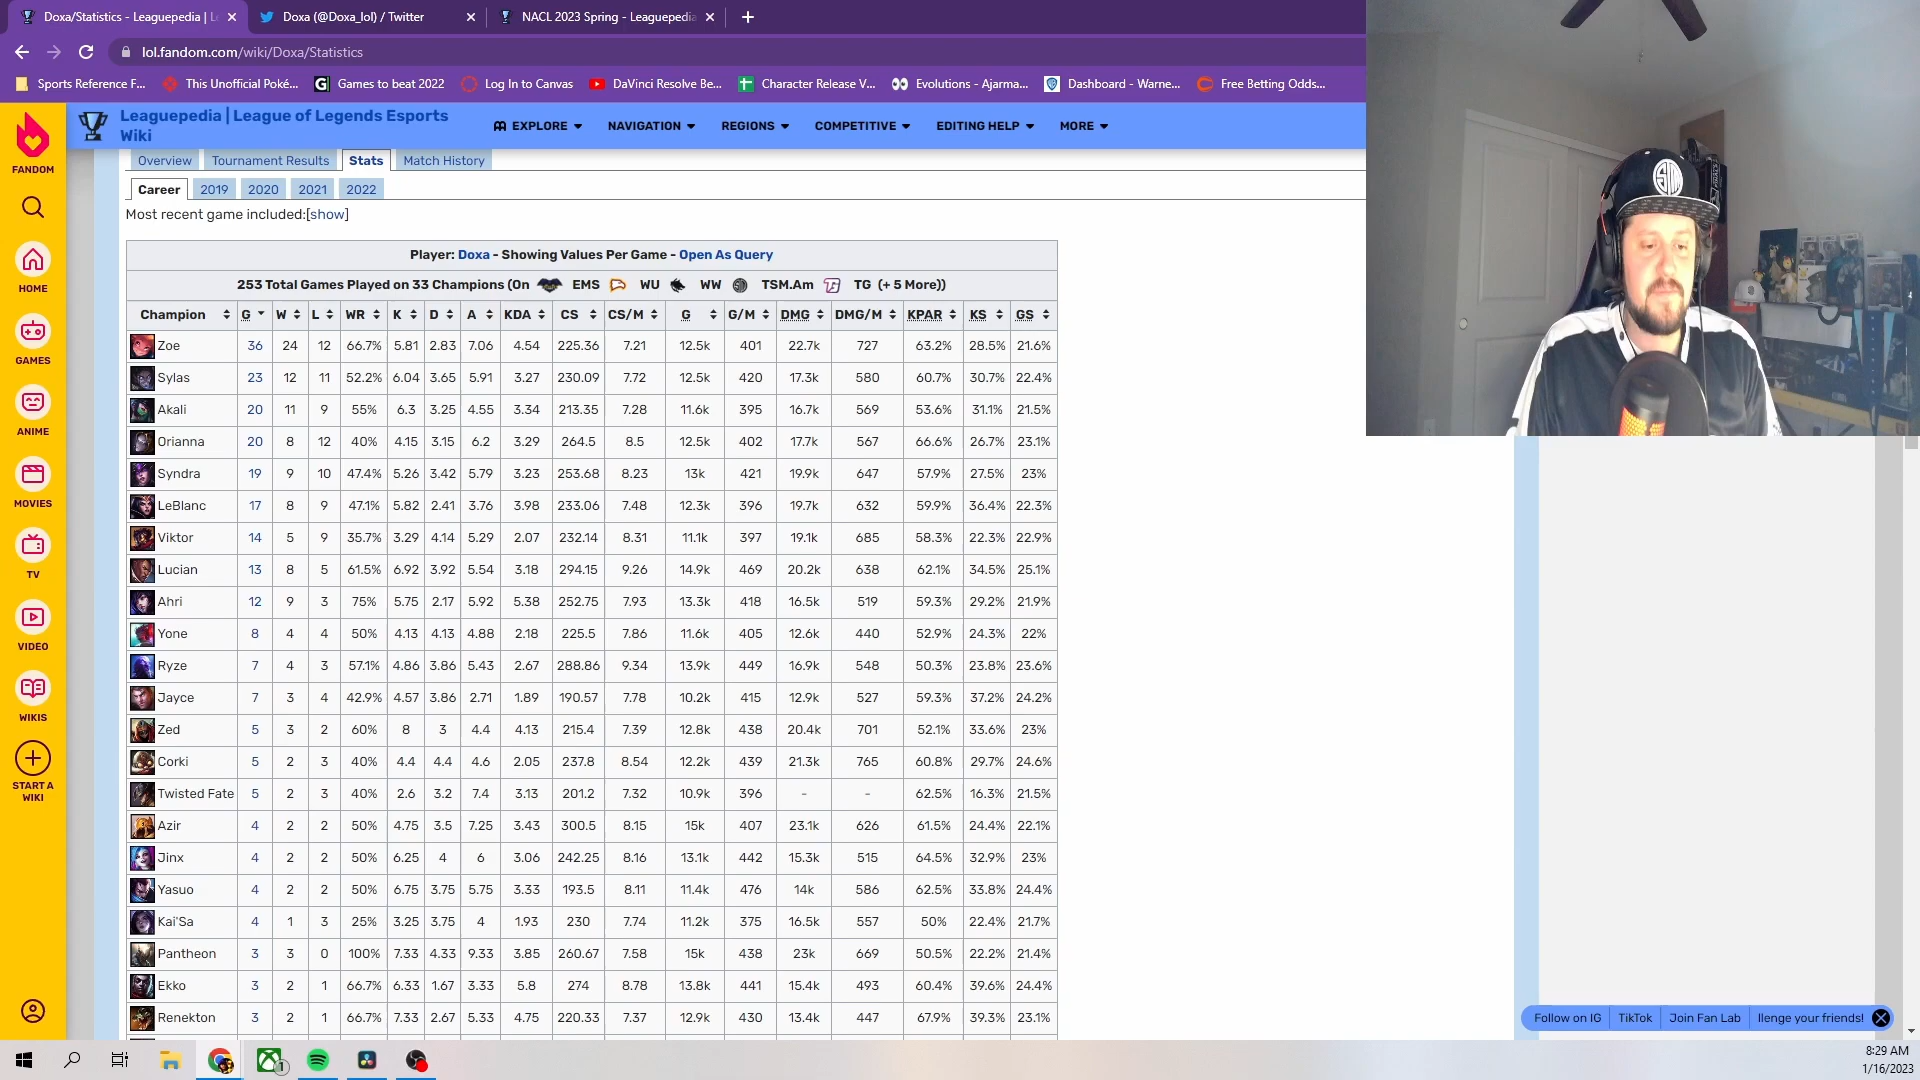 Doxa/Statistics - Leaguepedia | L
Doxa (@Doxa_lol) / Twitter
NACL 2023 Spring - Leaguepedia
lol.fandom.com/wiki/Doxa/Statistics
Sports Reference F...
This Unofficial Poké...
Games to beat 2022
Log In to Canvas
DaVinci Resolve Be...
Character Release V...
Evolutions - Ajarma...
Dashboard - Warne...
Free Betting Odds...
FANDOM
HOME
GAMES
ANIME
MOVIES
TV
VIDEO
WIKIS
START A
WIKI
Leaguepedia | League of Legends Esports
Wiki
EXPLORE NAVIGATION REGIONS COMPETITIVE EDITING HELP MORE
Overview Tournament Results Stats Match History
Career 2019 2020 2021 2022
Most recent game included:[show]
Player: Doxa - Showing Values Per Game - Open As Query
253 Total Games Played on 33 Champions (On EMS WU WW TSM.Am TG (+ 5 More))
Champion G W L WR K D A KDA CS CS/M G G/M DMG DMG/M KPAR KS GS
Zoe 36 24 12 66.7% 5.81 2.83 7.06 4.54 225.36 7.21 12.5k 401 22.7k 727 63.2% 28.5% 21.6%
Sylas 23 12 11 52.2% 6.04 3.65 5.91 3.27 230.09 7.72 12.5k 420 17.3k 580 60.7% 30.7% 22.4%
Akali 20 11 9 55% 6.3 3.25 4.55 3.34 213.35 7.28 11.6k 395 16.7k 569 53.6% 31.1% 21.5%
Orianna 20 8 12 40% 4.15 3.15 6.2 3.29 264.5 8.5 12.5k 402 17.7k 567 66.6% 26.7% 23.1%
Syndra 19 9 10 47.4% 5.26 3.42 5.79 3.23 253.68 8.23 13k 421 19.9k 647 57.9% 27.5% 23%
LeBlanc 17 8 9 47.1% 5.82 2.41 3.76 3.98 233.06 7.48 12.3k 396 19.7k 632 59.9% 36.4% 22.3%
Viktor 14 5 9 35.7% 3.29 4.14 5.29 2.07 232.14 8.31 11.1k 397 19.1k 685 58.3% 22.3% 22.9%
Lucian 13 8 5 61.5% 6.92 3.92 5.54 3.18 294.15 9.26 14.9k 469 20.2k 638 62.1% 34.5% 25.1%
Ahri 12 9 3 75% 5.75 2.17 5.92 5.38 252.75 7.93 13.3k 418 16.5k 519 59.3% 29.2% 21.9%
Yone 8 4 4 50% 4.13 4.13 4.88 2.18 225.5 7.86 11.6k 405 12.6k 440 52.9% 24.3% 22%
Ryze 7 4 3 57.1% 4.86 3.86 5.43 2.67 288.86 9.34 13.9k 449 16.9k 548 50.3% 23.8% 23.6%
Jayce 7 3 4 42.9% 4.57 3.86 2.71 1.89 190.57 7.78 10.2k 415 12.9k 527 59.3% 37.2% 24.2%
Zed 5 3 2 60% 8 3 4.4 4.13 215.4 7.39 12.8k 438 20.4k 701 52.1% 33.6% 23%
Corki 5 2 3 40% 4.4 4.4 4.6 2.05 237.8 8.54 12.2k 439 21.3k 765 60.8% 29.7% 24.6%
Twisted Fate 5 2 3 40% 2.6 3.2 7.4 3.13 201.2 7.32 10.9k 396 - - 62.5% 16.3% 21.5%
Azir 4 2 2 50% 4.75 3.5 7.25 3.43 300.5 8.15 15k 407 23.1k 626 61.5% 24.4% 22.1%
Jinx 4 2 2 50% 6.25 4 6 3.06 242.25 8.16 13.1k 442 15.3k 515 64.5% 32.9% 23%
Yasuo 4 2 2 50% 6.75 3.75 5.75 3.33 193.5 8.11 11.4k 476 14k 586 62.5% 33.8% 24.4%
Kai'Sa 4 1 3 25% 3.25 3.75 4 1.93 230 7.74 11.2k 375 16.5k 557 50% 22.4% 21.7%
Pantheon 3 3 0 100% 7.33 4.33 9.33 3.85 260.67 7.58 15k 438 23k 669 50.5% 22.2% 21.4%
Ekko 3 2 1 66.7% 6.33 1.67 3.33 5.8 274 8.78 13.8k 441 15.4k 493 60.4% 39.6% 24.4%
Renekton 3 2 1 66.7% 7.33 2.67 5.33 4.75 220.33 7.37 12.9k 430 13.4k 447 67.9% 39.3% 23.1%
Follow on IG TikTok Join Fan Lab llenge your friends!
8:29 AM
1/16/2023